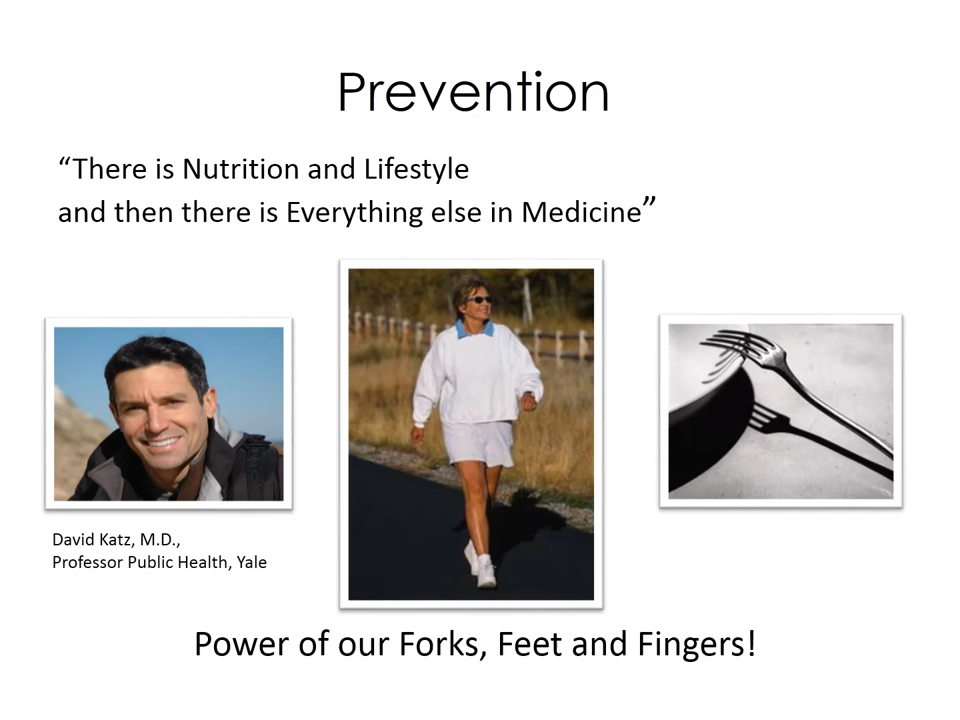 Prevention
“There is Nutrition and Lifestyle
and then there is Everything else in Medicine”
David Katz, M.D.,
Professor Public Health, Yale
Power of our Forks, Feet and Fingers!